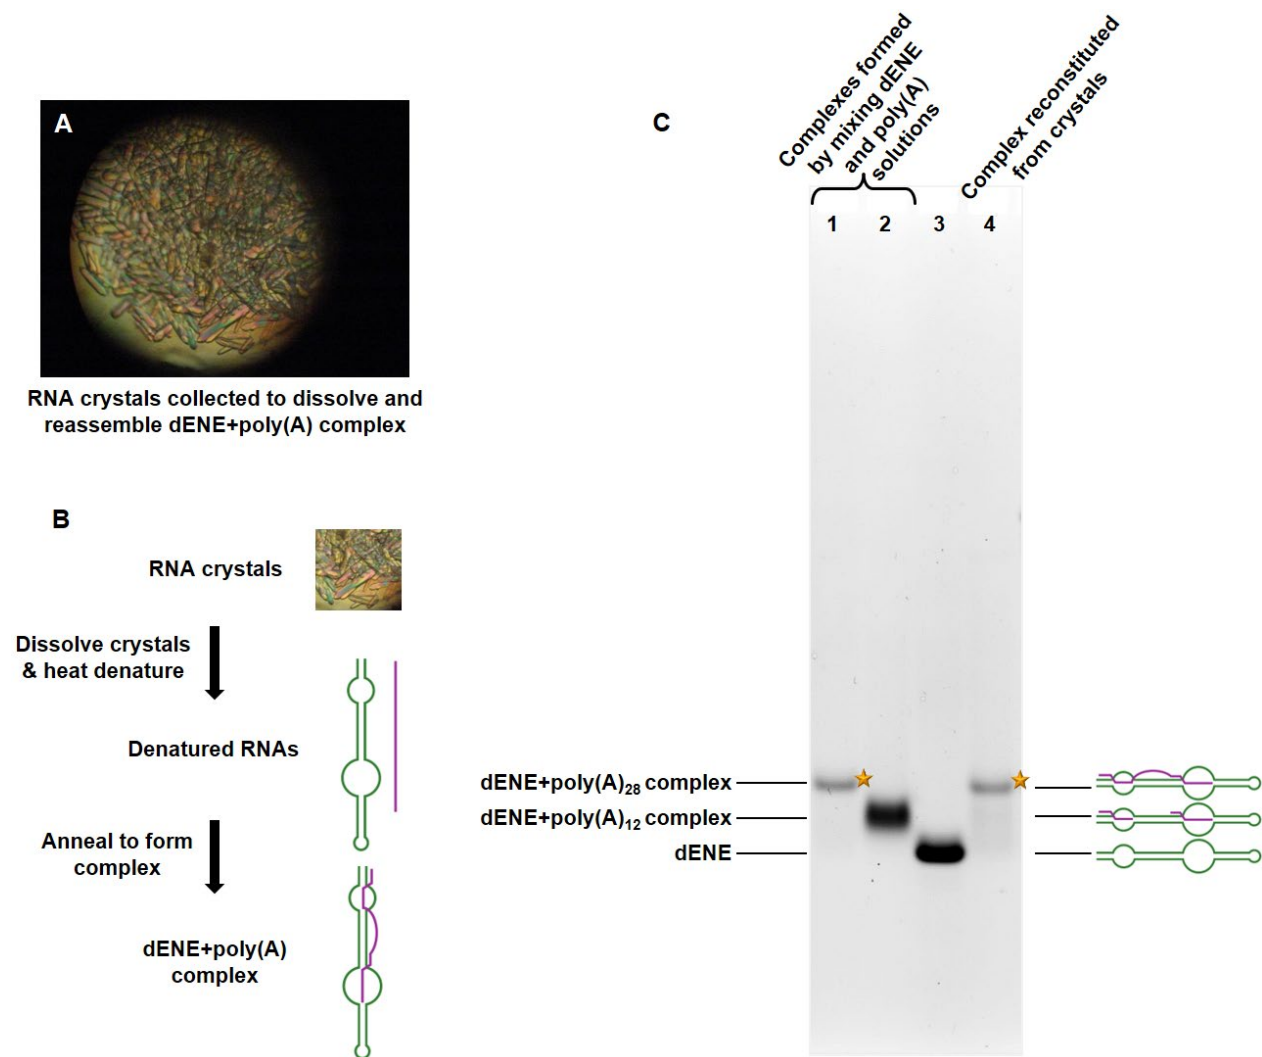 A
RNA crystals collected to dissolve and
reassemble dENE+poly(A) complex
B
RNA crystals
Dissolve crystals
& heat denature
Denatured RNAs
Anneal to form
complex
dENE+poly(A)
complex
C
Complexes formed
by mixing dENE
and poly(A)
solutions
Complex reconstituted
from crystals
1 2 3 4
dENE+poly(A)28 complex
dENE+poly(A)12 complex
dENE